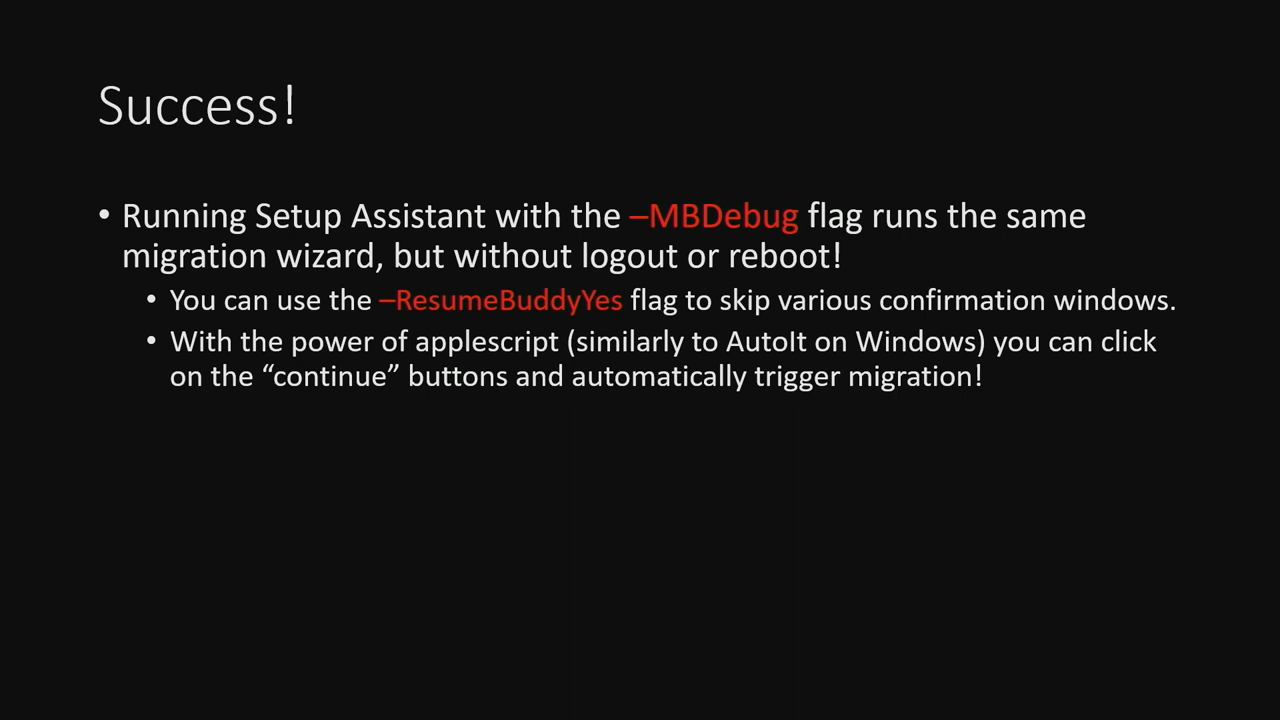 Success!
• Running Setup Assistant with the –MBDebug flag runs the same
migration wizard, but without logout or reboot!
• You can use the –ResumeBuddyYes flag to skip various confirmation windows.
• With the power of applescript (similarly to AutoIt on Windows) you can click
on the “continue” buttons and automatically trigger migration!